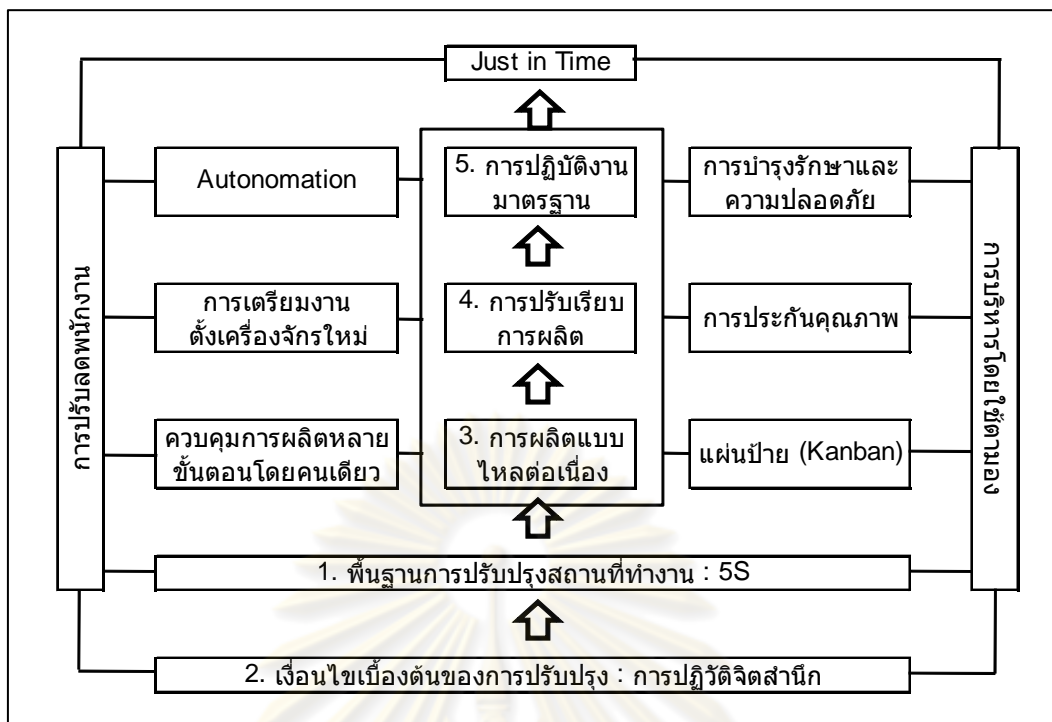 Just in Time
Autonomation
5. การปฏิบัติงาน
มาตรฐาน
การบำรุงรักษาและ
ความปลอดภัย
การปรับลดพนักงาน
การบริหารโดยใช้ตามอง
การเตรียมงาน
ตั้งเครื่องจักรใหม่
4. การปรับเรียบ
การผลิต
การประกันคุณภาพ
ควบคุมการผลิตหลาย
ขั้นตอนโดยคนเดียว
3. การผลิตแบบ
ไหลต่อเนื่อง
แผ่นป้าย (Kanban)
1. พื้นฐานการปรับปรุงสถานที่ทำงาน : 5S
2. เงื่อนไขเบื้องต้นของการปรับปรุง : การปฏิวัติจิตสำนึก